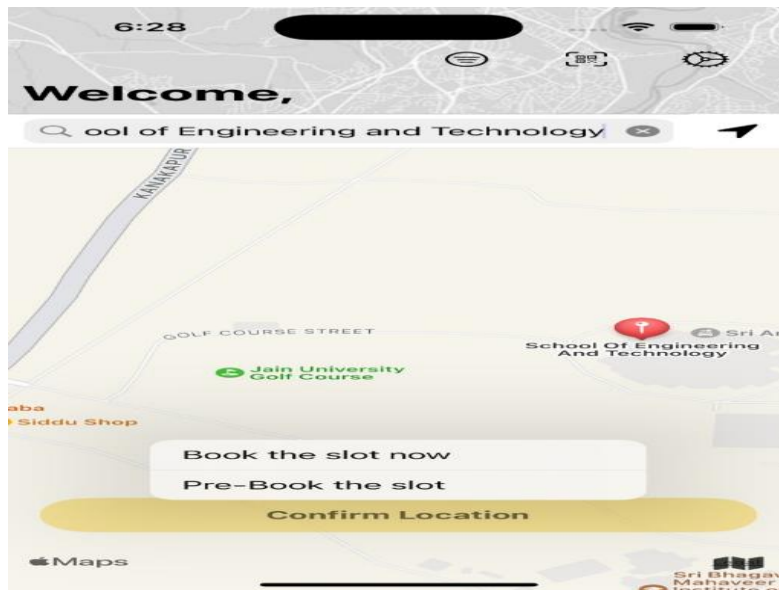 6:28
Welcome,
ool of Engineering and Technology
KANAKAPUR
GOLF COURSE STREET
School Of Engineering
And Technology
Sri A
Jain University
Golf Course
aba
Siddu Shop
Book the slot now
Pre-Book the slot
Confirm Location
Maps
Sri Bhaga
Mahaveer